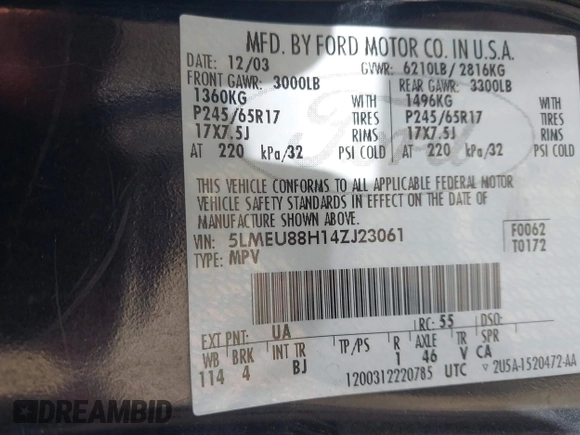 MFD. BY FORD MOTOR CO. IN U.S.A.
DATE: 12/03 GVWR: 6210LB/ 2816KG
FRONT GAWR: 3000LB REAR GAWR: 3300LB
1360KG WITH 1496KG WITH
P245/65R17 TIRES P245/65R17 TIRES
17X7.5J RIMS 17X7.5J RIMS
AT 220 kPa/32 PSI COLD AT 220 kPa/32 PSI COLD
THIS VEHICLE CONFORMS TO ALL APPLICABLE FEDERAL MOTOR
VEHICLE SAFETY STANDARDS IN EFFECT ON THE DATE OF
MANUFACTURE SHOWN ABOVE.
VIN: 5LMEU88H14ZJ23061 F0062
TYPE: MPV T0172
EXT PNT: UA RC: 55 DSO:
WB BRK INT TR TP/PS R AXLE TR SPR
114 4 BJ 1 46 V CA
1200312220785 UTC 2U5A-1520472-AA
Ford
DREAMBID